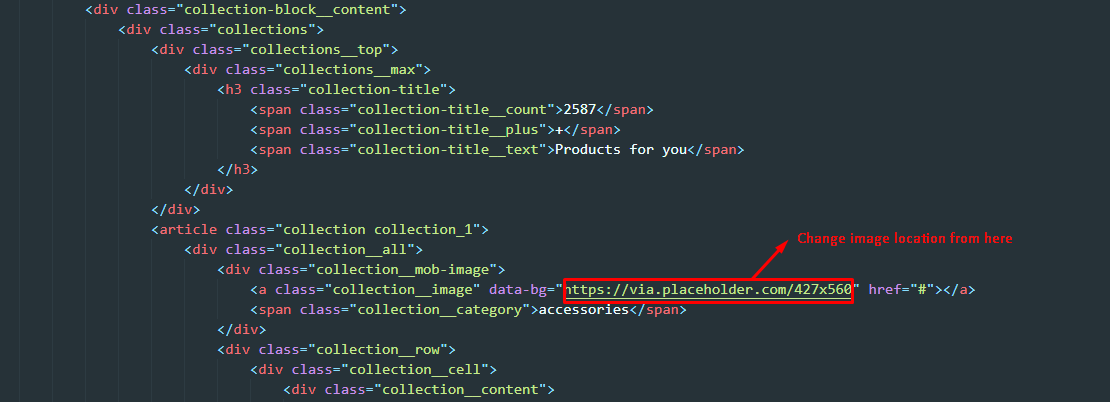 <div class="collection-block__content">
<div class="collections">
<div class="collections__top">
<div class="collections__max">
<h3 class="collection-title">
<span class="collection-title__count">2587</span>
<span class="collection-title__plus">+</span>
<span class="collection-title__text">Products for you</span>
</h3>
</div>
</div>
<article class="collection collection_1">
Change image location from here
<div class="collection__all">
<div class="collection__mob-image">
<a class="collection__image" data-bg="https://via.placeholder.com/427x560" href="#"></a>
<span class="collection__category">accessories</span>
</div>
<div class="collection__row">
<div class="collection__cell">
<div class="collection__content">